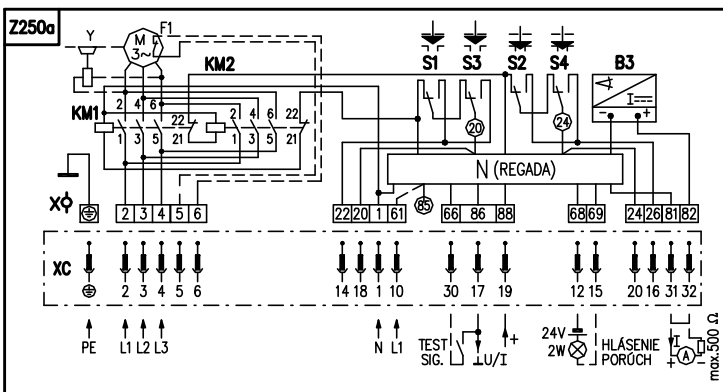 Z250a
Y
M
3~
F1
KM2
S1 S3 S2 S4 B3
I
- +
KM1
2 4 6
22
2 4 6
22
1 3 5
21
1 3 5
21
20
24
N (REGADA)
85
X
2 3 4 5 6
22 20 1 61
66 86 88
68 69
24 26 81 82
XC
2 3 4 5 6
14 18 1 10
30 17 19
12 15
20 16 31 32
PE L1 L2 L3
N L1
TEST
SIG.
⊥U/I
+
24V
2W
HLÁSENIE
PORÚCH
I
+ A -
max.500 Ω